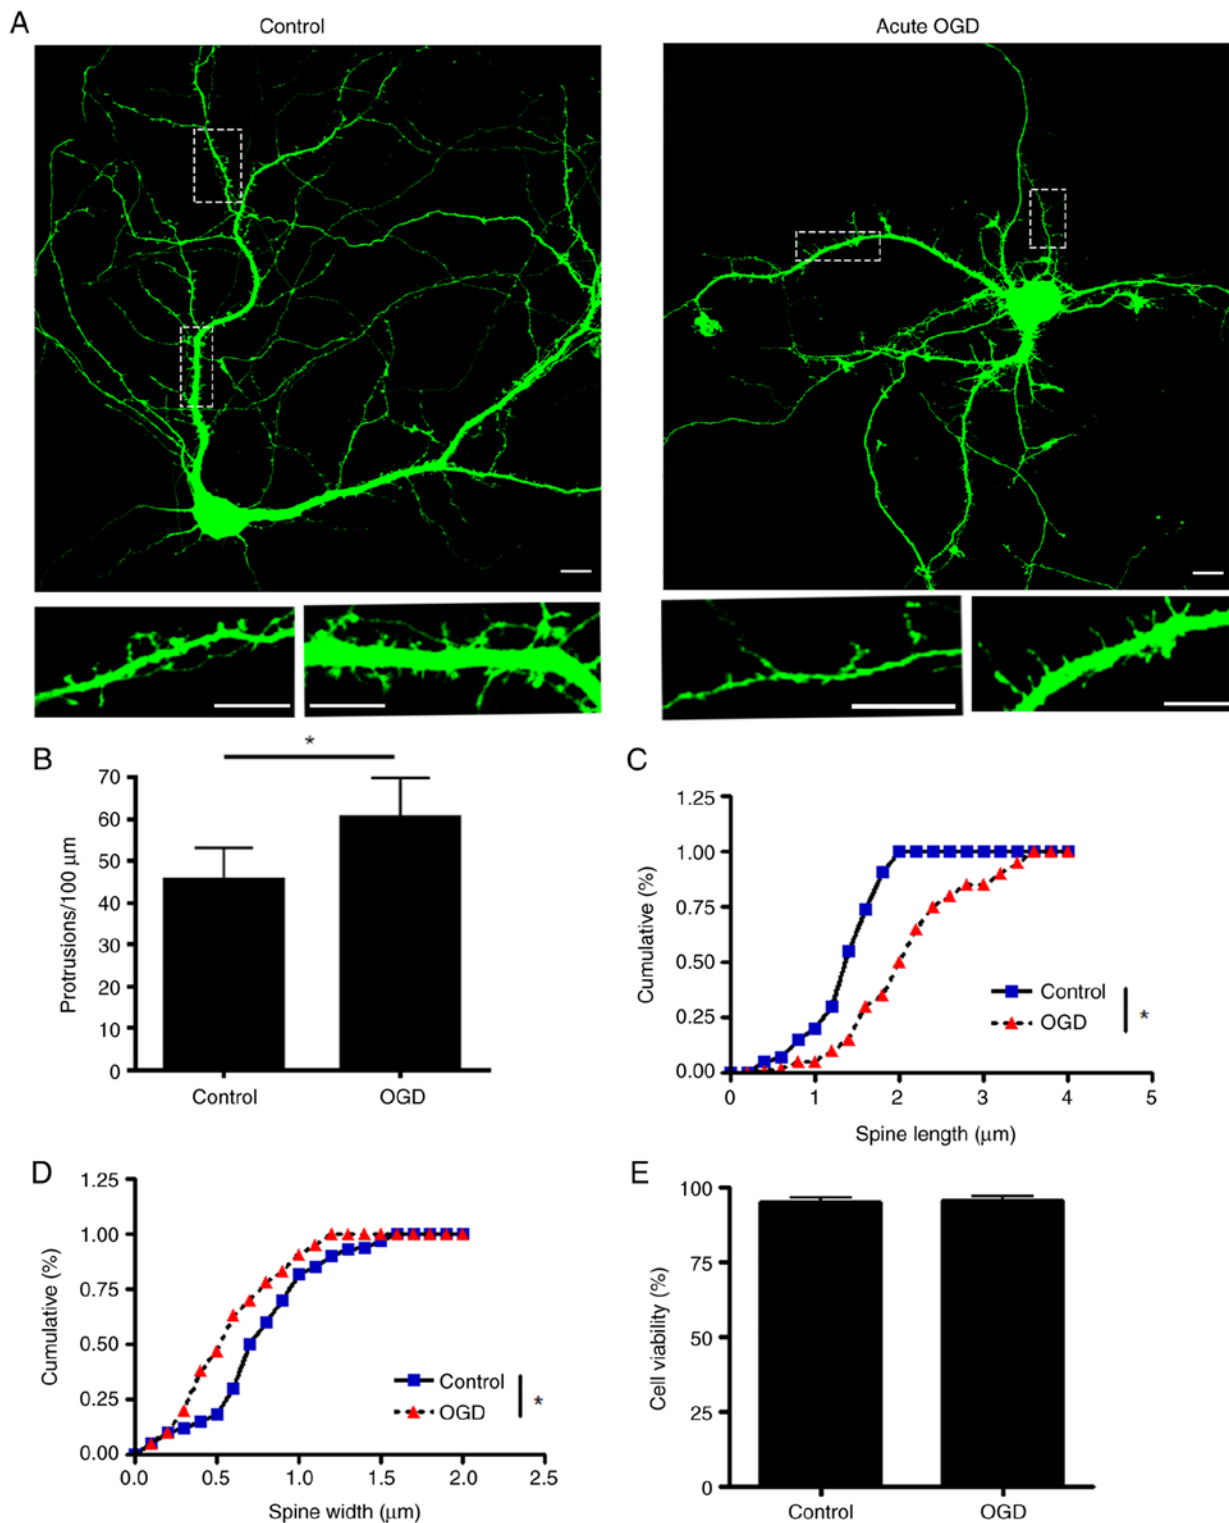 A
Control
Acute OGD
B
*
70
60
50
40
30
20
10
0
Protrusions/100 μm
Control
OGD
C
1.25
1.00
0.75
0.50
0.25
0.00
Cumulative (%)
Control
OGD
*
0
1
2
3
4
5
Spine length (μm)
D
1.25
1.00
0.75
0.50
0.25
0.00
Cumulative (%)
Control
OGD
*
0.0
0.5
1.0
1.5
2.0
2.5
Spine width (μm)
E
100
75
50
25
0
Cell viability (%)
Control
OGD